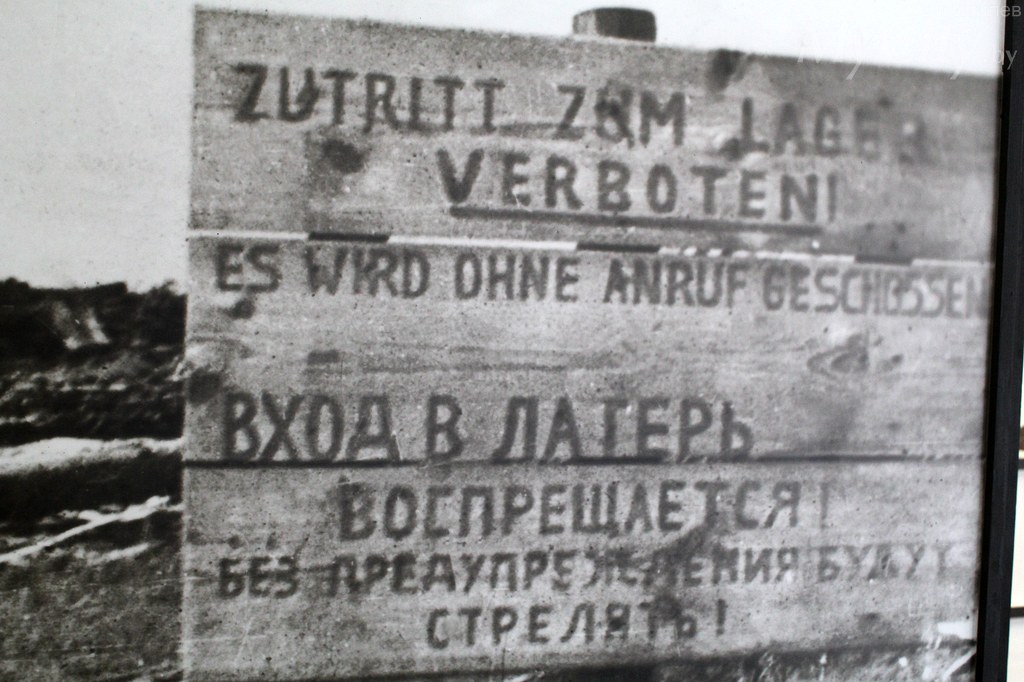 ZUTRITT ZUM LAGER
VERBOTEN!
ES WIRD OHNE ANRUF GESCHOSSEN
ВХОД В ЛАГЕРЬ
ВОСПРЕЩАЕТСЯ!
БЕЗ ПРЕДУПРЕЖДЕНИЯ БУДУТ
СТРЕЛЯТЬ!